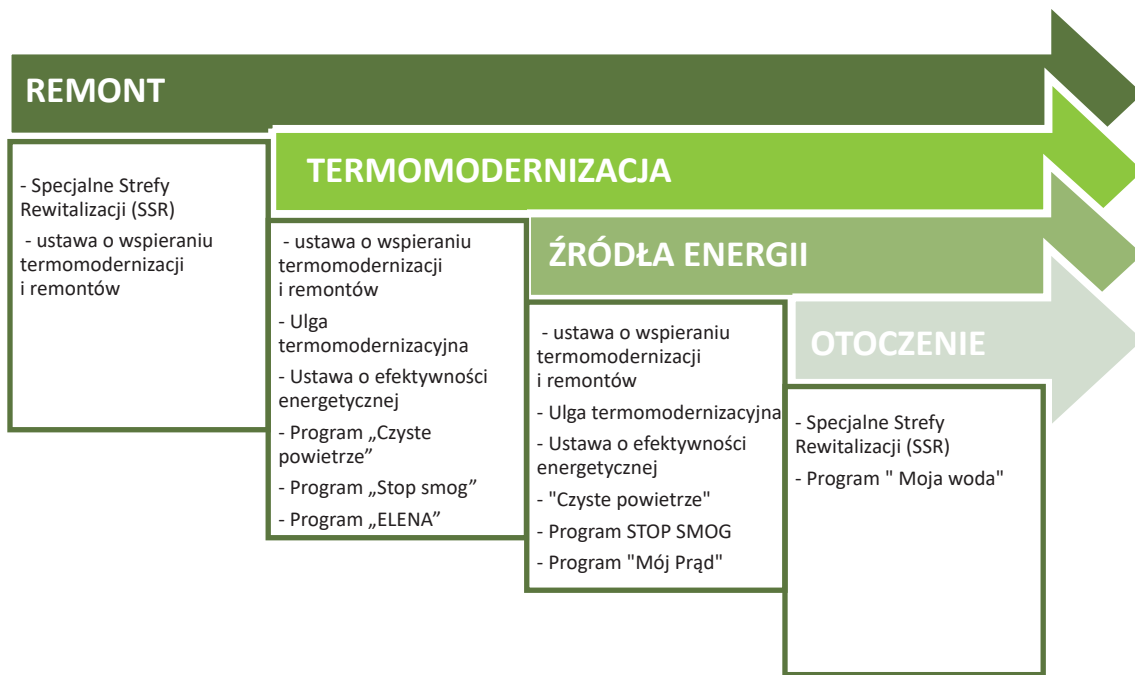 REMONT
- Specjalne Strefy
Rewitalizacji (SSR)
- ustawa o wspieraniu
termomodernizacji
i remontów
TERMOMODERNIZACJA
- ustawa o wspieraniu
termomodernizacji
i remontów
- Ulga
termomodernizacyjna
- Ustawa o efektywności
energetycznej
- Program „Czyste
powietrze”
- Program „Stop smog”
- Program „ELENA”
ŹRÓDŁA ENERGII
- ustawa o wspieraniu
termomodernizacji
i remontów
- Ulga termomodernizacyjna
- Ustawa o efektywności
energetycznej
- "Czyste powietrze"
- Program STOP SMOG
- Program "Mój Prąd"
OTOCZENIE
- Specjalne Strefy
Rewitalizacji (SSR)
- Program " Moja woda"